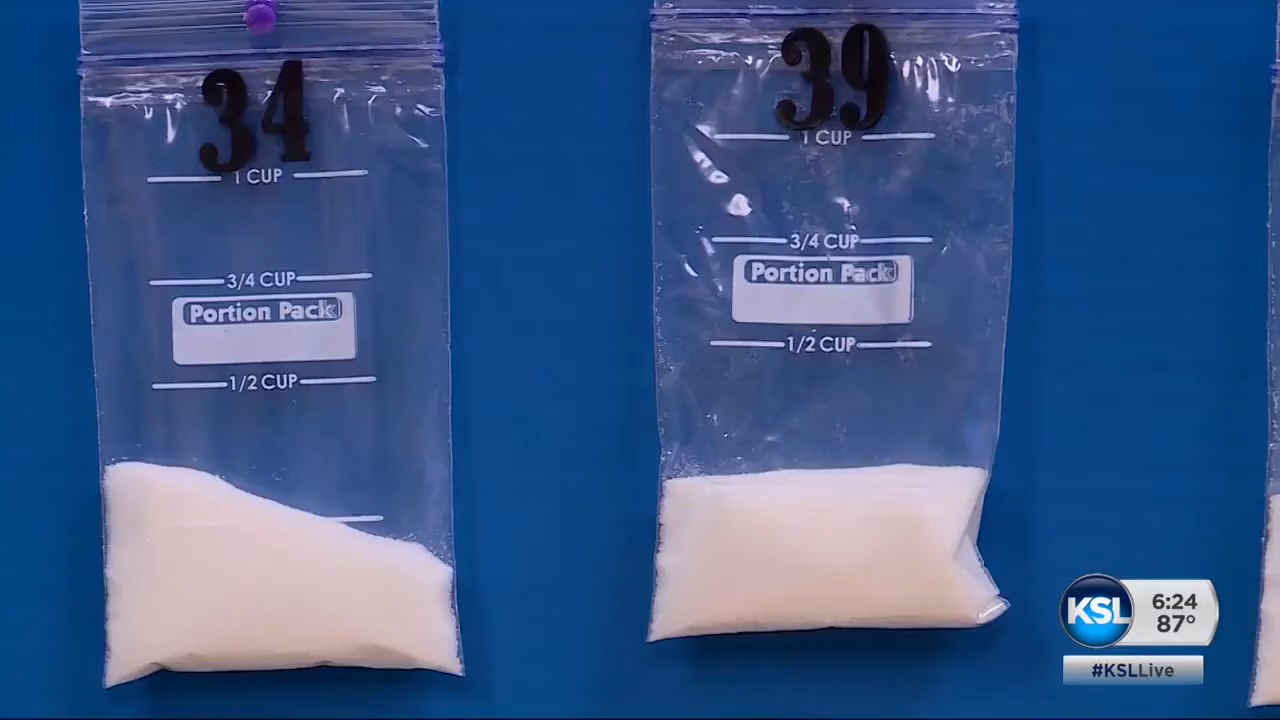 34
1 CUP
3/4 CUP
Portion Pack
1/2 CUP
39
1 CUP
3/4 CUP
Portion Pack
1/2 CUP
KSL
6:24
87°
#KSLLive